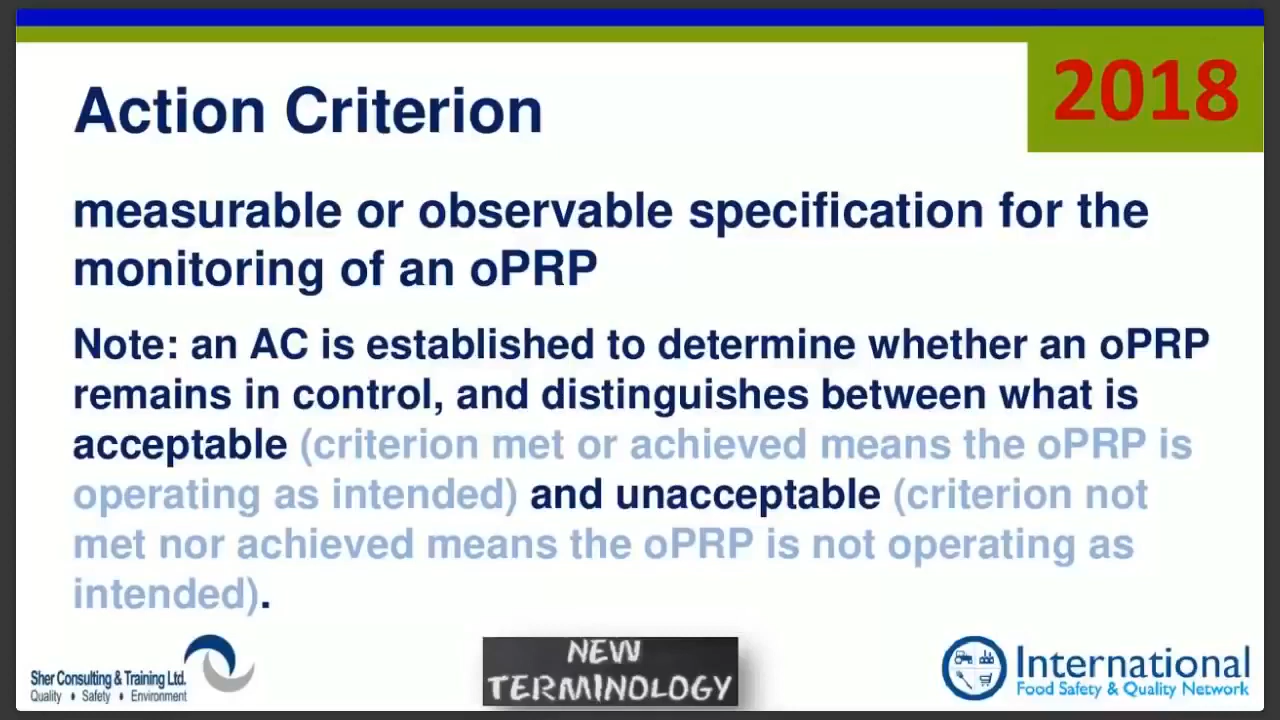 2018
Action Criterion
measurable or observable specification for the
monitoring of an oPRP
Note: an AC is established to determine whether an oPRP
remains in control, and distinguishes between what is
acceptable (criterion met or achieved means the oPRP is
operating as intended) and unacceptable (criterion not
met nor achieved means the oPRP is not operating as
intended).
Sher Consulting & Training Ltd.
Quality • Safety • Environment
NEW
TERMINOLOGY
International
Food Safety & Quality Network